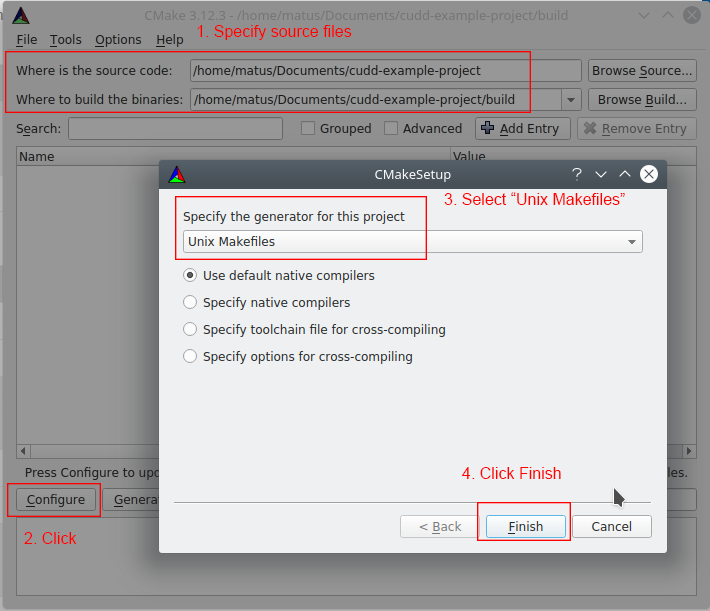 CMake 3.12.3 - /home/matus/Documents/cudd-example-project/build
File Tools Options Help
1. Specify source files
Where is the source code: /home/matus/Documents/cudd-example-project Browse Source...
Where to build the binaries: /home/matus/Documents/cudd-example-project/build Browse Build...
Search: Grouped Advanced Add Entry Remove Entry
Name Value
CMakeSetup
3. Select “Unix Makefiles”
Specify the generator for this project
Unix Makefiles
Use default native compilers
Specify native compilers
Specify toolchain file for cross-compiling
Specify options for cross-compiling
4. Click Finish
Press Configure to upd les.
Configure Genera
< Back Finish Cancel
2. Click